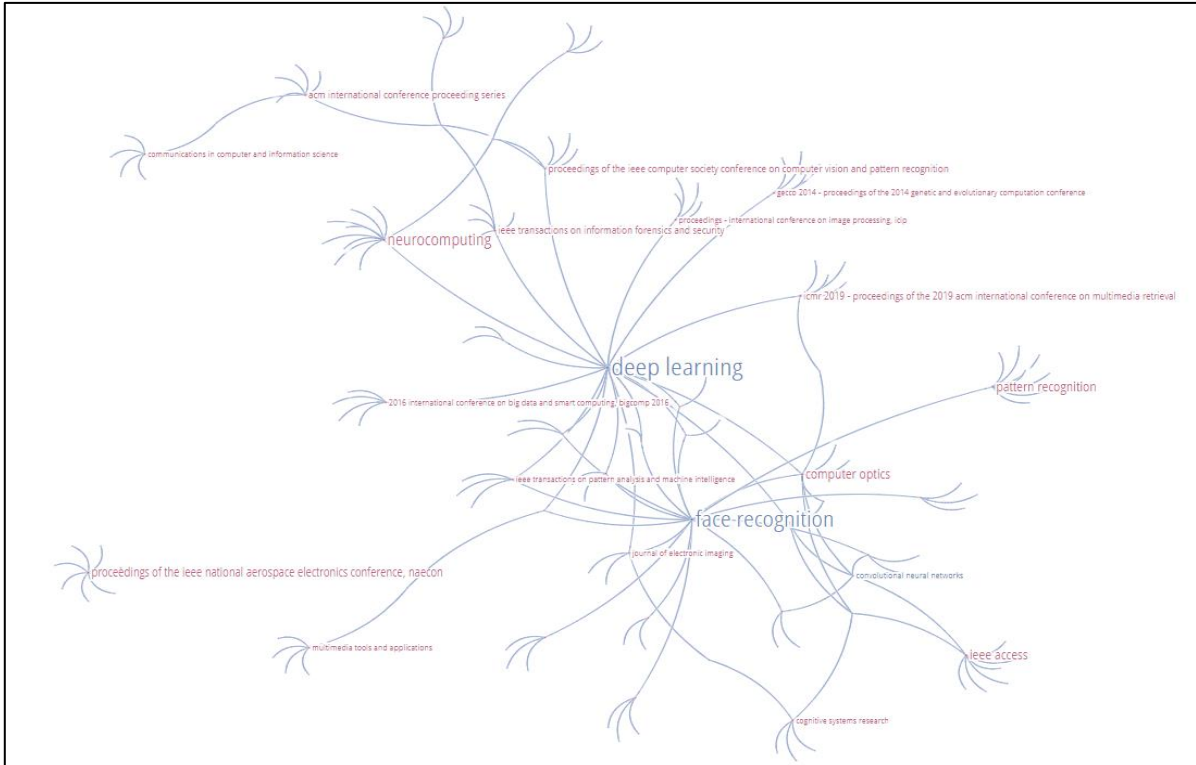 acm international conference proceeding series
communications in computer and information science
proceedings of the ieee computer society conference on computer vision and pattern recognition
gecco 2014 - proceedings of the 2014 genetic and evolutionary computation conference
proceedings - international conference on image processing, icip
ieee transactions on information forensics and security
neurocomputing
icmr 2019 - proceedings of the 2019 acm international conference on multimedia retrieval
deep learning
pattern recognition
2016 international conference on big data and smart computing, bigcomp 2016
computer optics
ieee transactions on pattern analysis and machine intelligence
face recognition
journal of electronic imaging
proceedings of the ieee national aerospace electronics conference, naecon
convolutional neural networks
multimedia tools and applications
ieee access
cognitive systems research